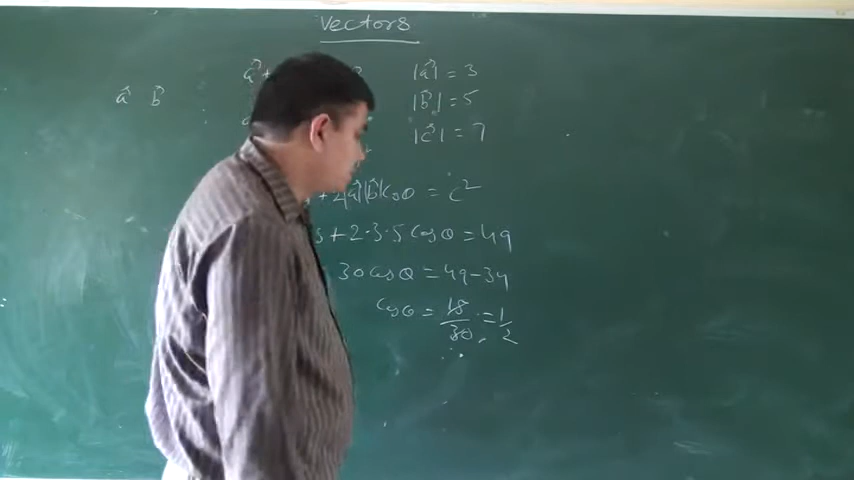 Vectors
a⃗ + |a⃗| = 3
a⃗ b⃗ |b⃗| = 5
|c⃗| = 7
+ 2|a⃗||b⃗|cosθ = c²
+ 2·3·5 cosθ = 49
30 cosθ = 49-34
cosθ = 15/30 = 1/2